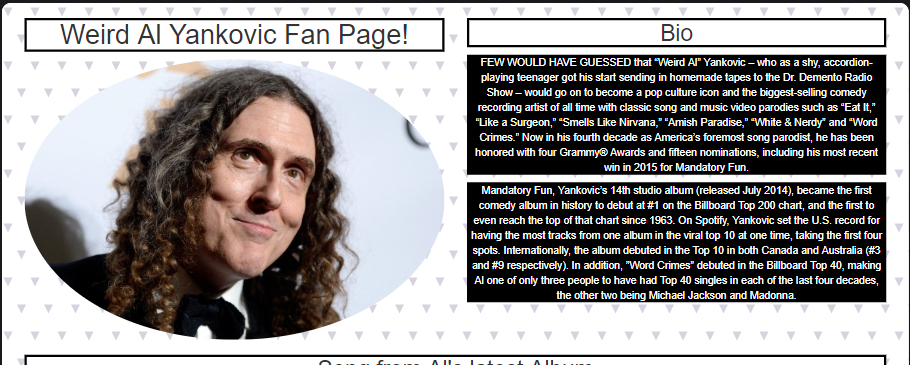 Weird Al Yankovic Fan Page!
Bio
FEW WOULD HAVE GUESSED that “Weird Al” Yankovic – who as a shy, accordion-
playing teenager got his start sending in homemade tapes to the Dr. Demento Radio
Show – would go on to become a pop culture icon and the biggest-selling comedy
recording artist of all time with classic song and music video parodies such as “Eat It,”
“Like a Surgeon,” “Smells Like Nirvana,” “Amish Paradise,” “White & Nerdy” and “Word
Crimes.” Now in his fourth decade as America’s foremost song parodist, he has been
honored with four Grammy® Awards and fifteen nominations, including his most recent
win in 2015 for Mandatory Fun.
Mandatory Fun, Yankovic’s 14th studio album (released July 2014), became the first
comedy album in history to debut at #1 on the Billboard Top 200 chart, and the first to
even reach the top of that chart since 1963. On Spotify, Yankovic set the U.S. record for
having the most tracks from one album in the viral top 10 at one time, taking the first four
spots. Internationally, the album debuted in the Top 10 in both Canada and Australia (#3
and #9 respectively). In addition, ”Word Crimes” debuted in the Billboard Top 40, making
Al one of only three people to have had Top 40 singles in each of the last four decades,
the other two being Michael Jackson and Madonna.
Song from Al's latest Album